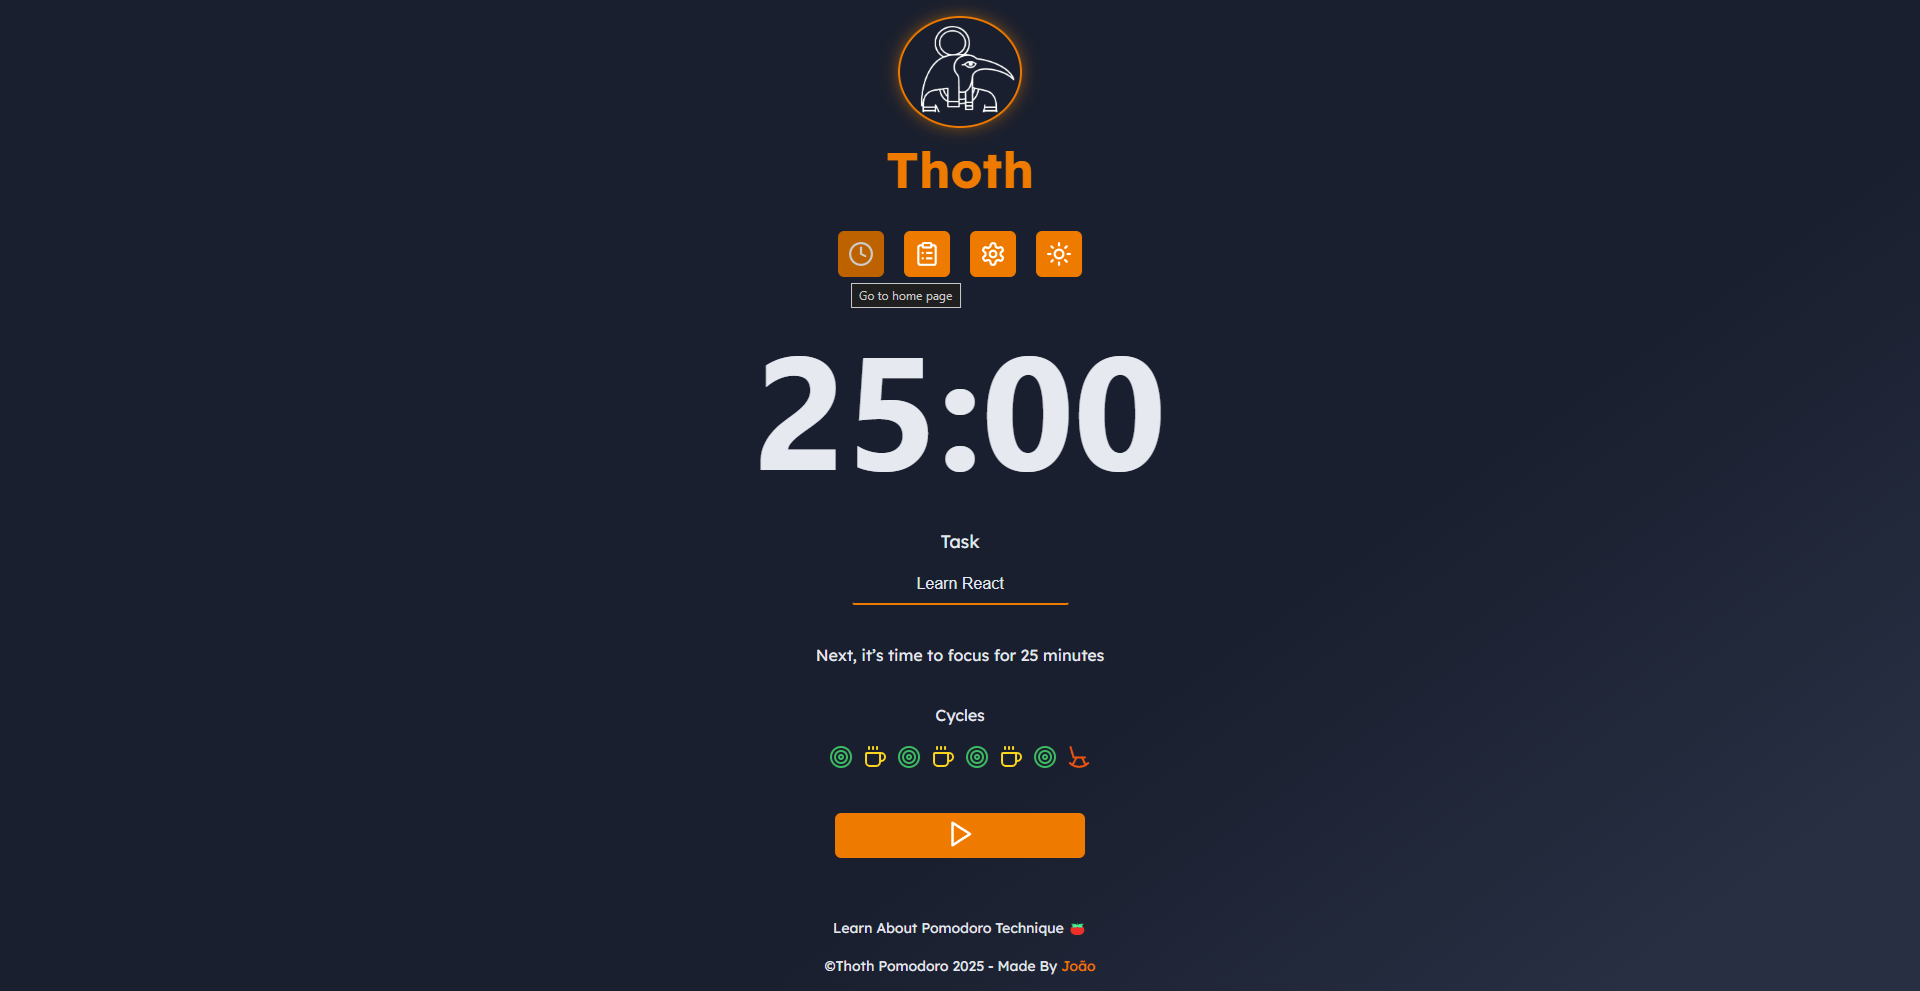 Thoth
Go to home page
25:00
Task
Learn React
Next, it’s time to focus for 25 minutes
Cycles
Learn About Pomodoro Technique 🍅
©Thoth Pomodoro 2025 - Made By João